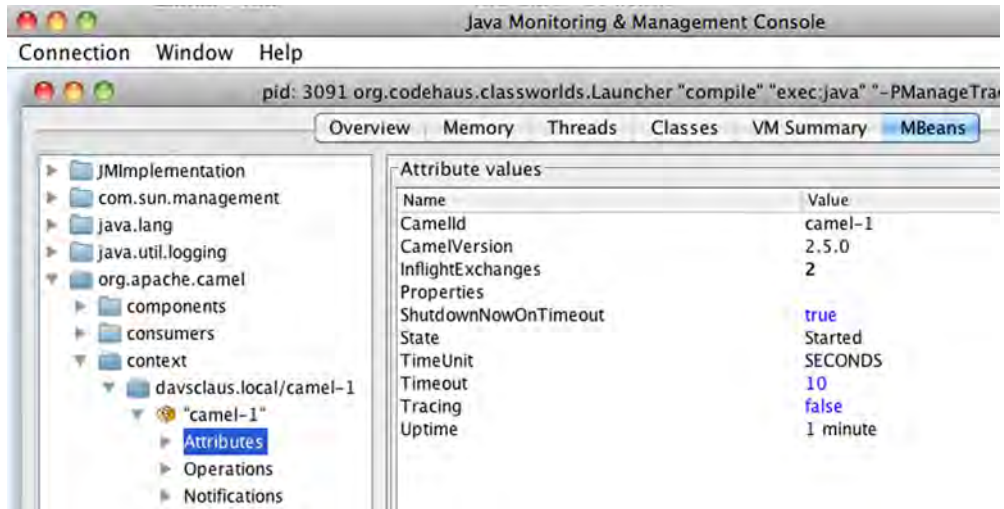 Java Monitoring & Management Console
Connection Window Help
pid: 3091 org.codehaus.classworlds.Launcher "compile" "exec:java" "-PManageTrac
Overview Memory Threads Classes VM Summary MBeans
JMImplementation
com.sun.management
java.lang
java.util.logging
org.apache.camel
components
consumers
context
davsclaus.local/camel-1
"camel-1"
Attributes
Operations
Notifications
Attribute values
Name Value
CamelId camel-1
CamelVersion 2.5.0
InflightExchanges 2
Properties
ShutdownNowOnTimeout true
State Started
TimeUnit SECONDS
Timeout 10
Tracing false
Uptime 1 minute